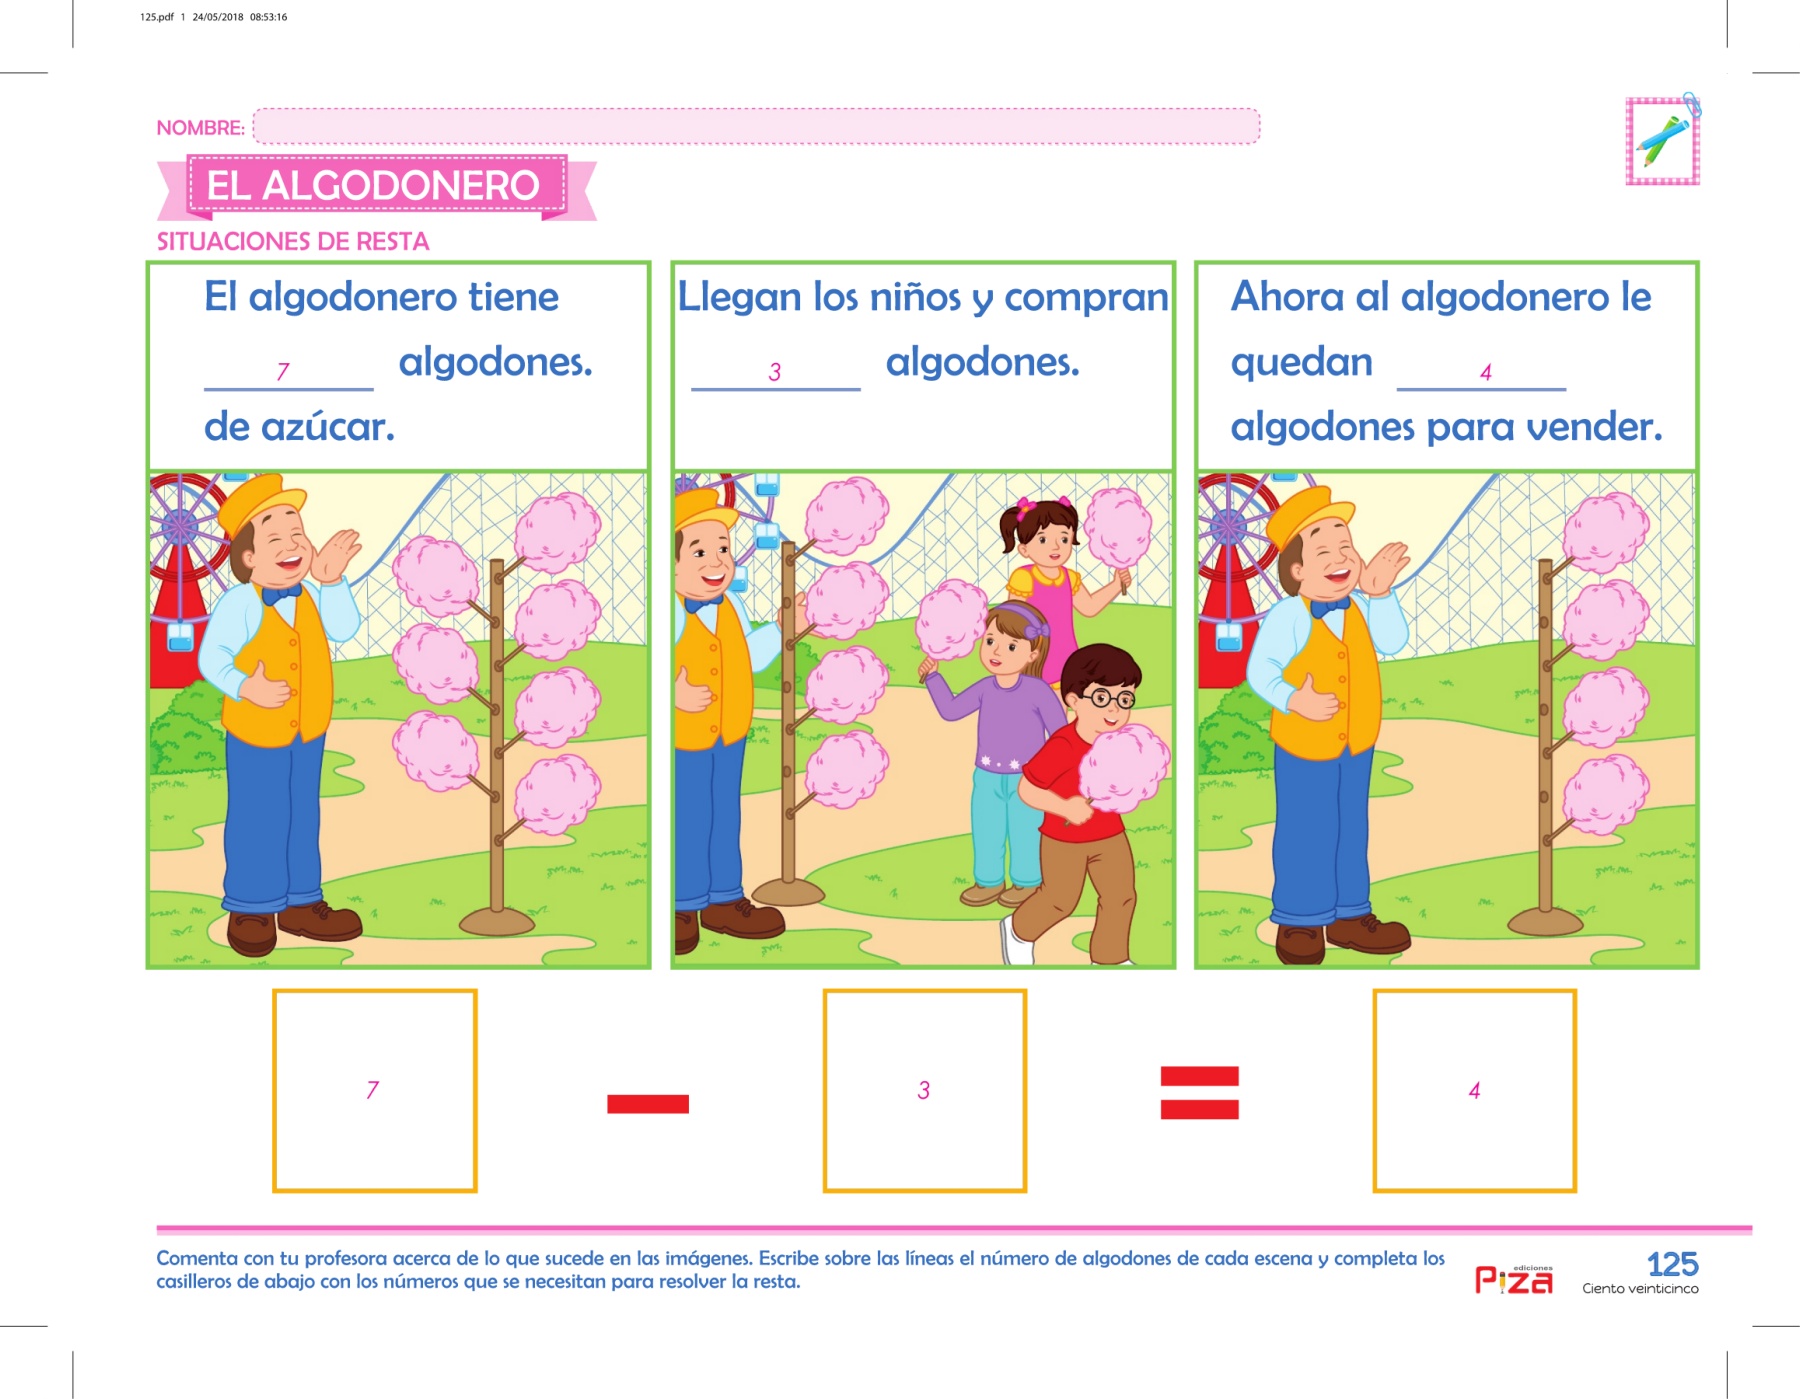 125.pdf 1 24/05/2018 08:53:16
NOMBRE:
EL ALGODONERO
SITUACIONES DE RESTA
El algodonero tiene
7 algodones.
de azúcar.
Llegan los niños y compran
3 algodones.
Ahora al algodonero le
quedan 4
algodones para vender.
7 - 3 = 4
Comenta con tu profesora acerca de lo que sucede en las imágenes. Escribe sobre las líneas el número de algodones de cada escena y completa los
casilleros de abajo con los números que se necesitan para resolver la resta.
ediciones
Piza
125
Ciento veinticinco